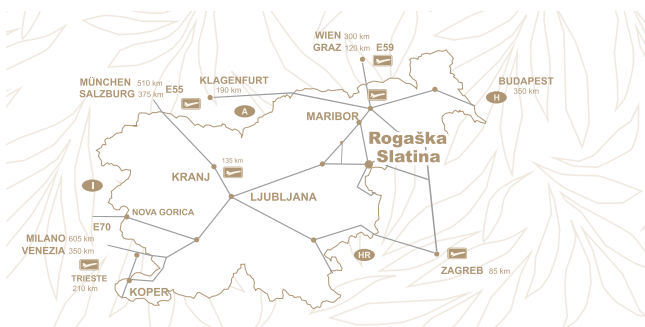 WIEN 300 km
GRAZ 120 km E59
MÜNCHEN 510 km
SALZBURG 375 km E55
KLAGENFURT
190 km
BUDAPEST
350 km
H
A
MARIBOR
Rogaška
Slatina
135 km
KRANJ
I
LJUBLJANA
NOVA GORICA
E70
MILANO 605 km
VENEZIA 350 km
HR
ZAGREB 85 km
TRIESTE
210 km
KOPER